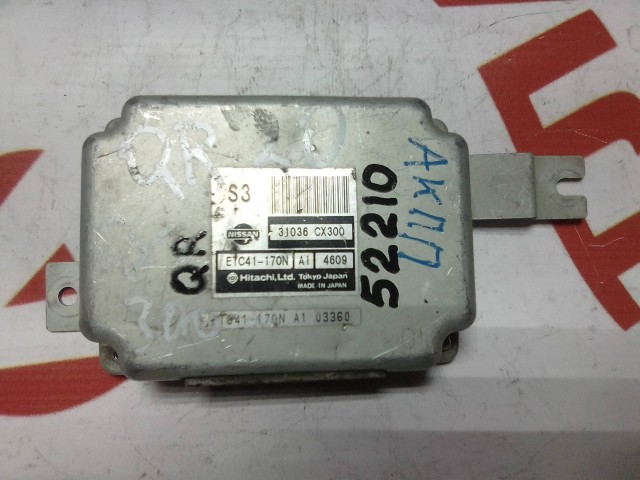 QR 20
S3
NISSAN 31036 CX300
ETC41-170N A1 4609
Hitachi, Ltd. Tokyo Japan
MADE IN JAPAN
ETC41-170N A1 03360
QR
52210
АКПП